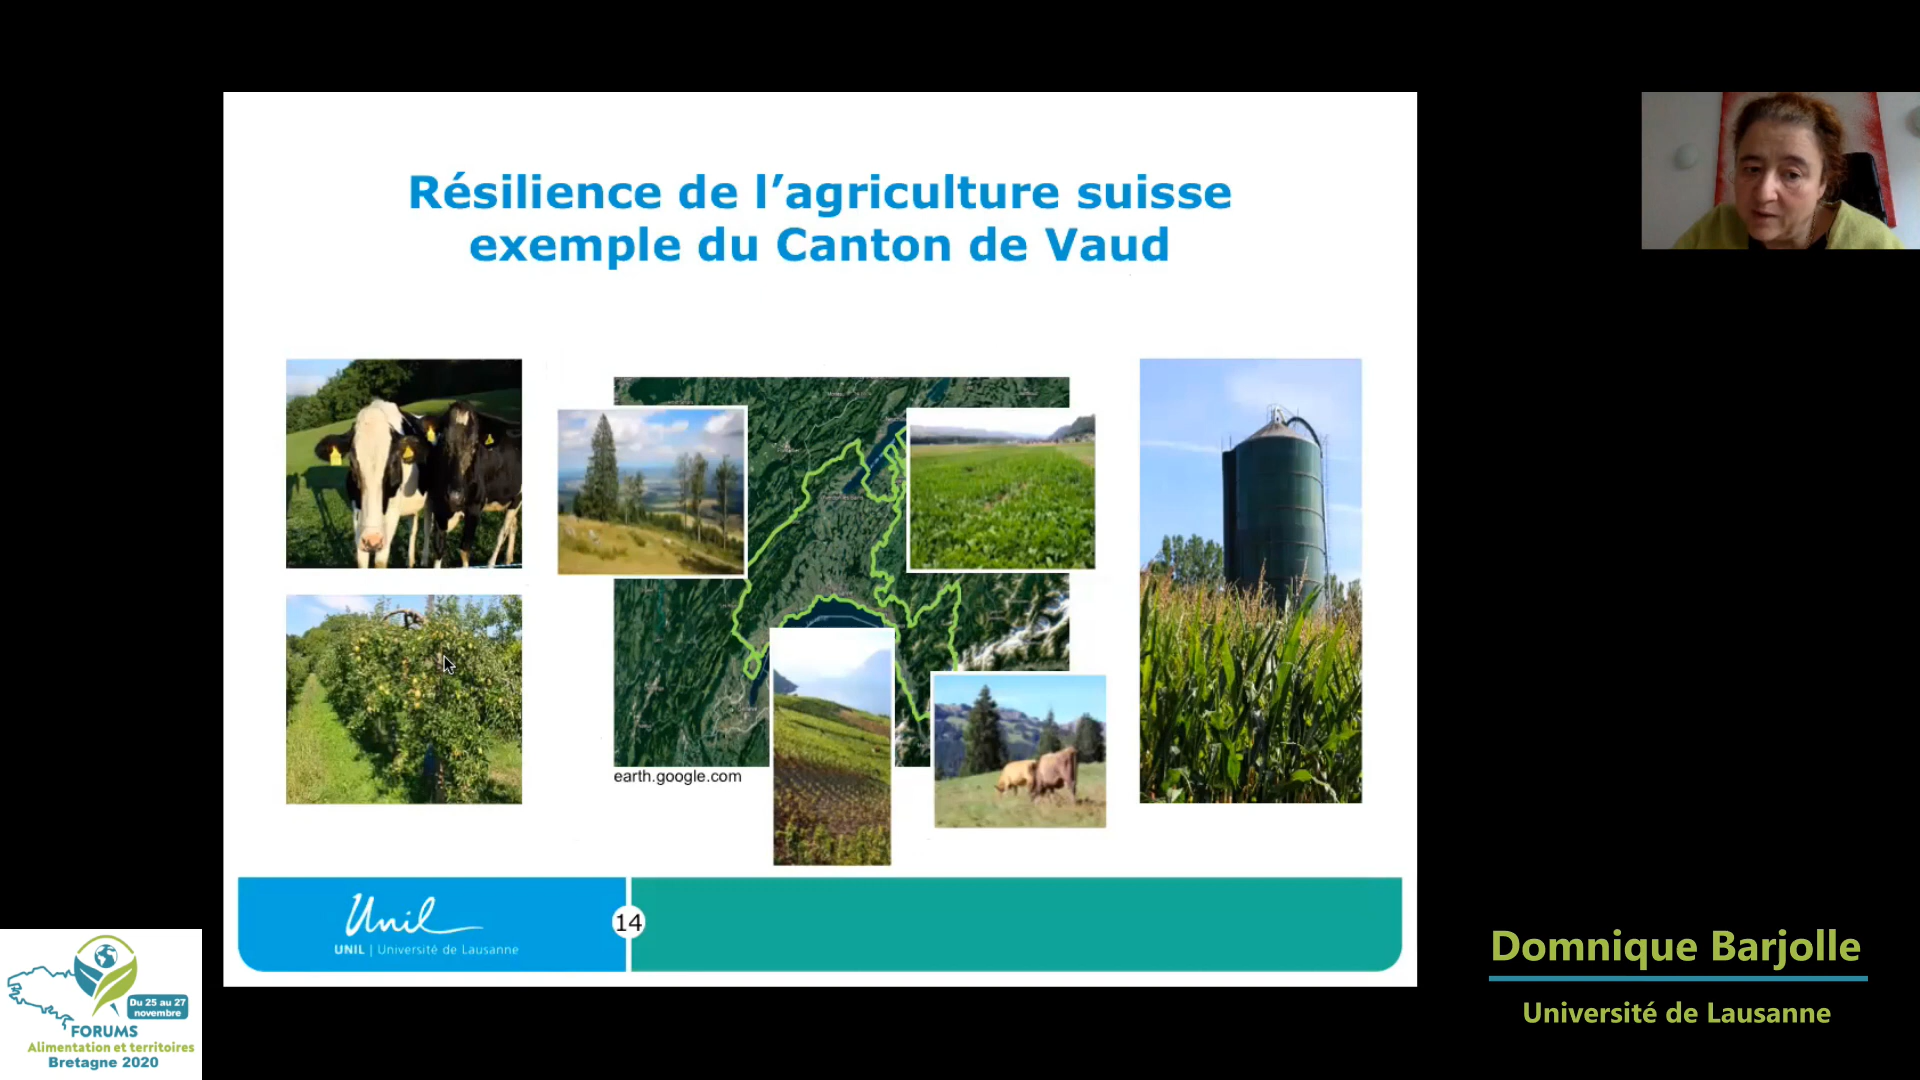 Résilience de l’agriculture suisse
exemple du Canton de Vaud
earth.google.com
Unil
UNIL | Université de Lausanne
14
Domnique Barjolle
Université de Lausanne
Du 25 au 27
novembre
FORUMS
Alimentation et territoires
Bretagne 2020